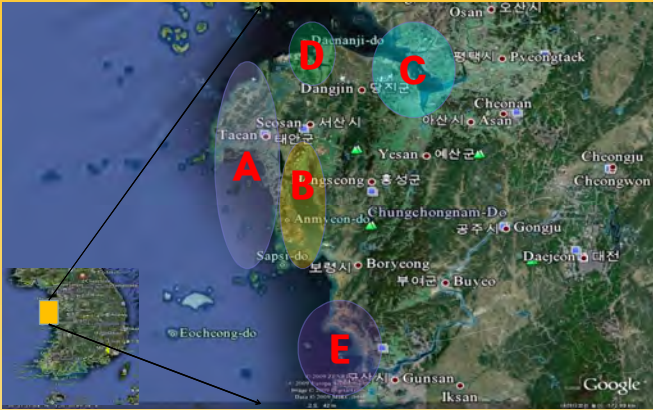 Osan 오산시
Daenanji-do
D
평택시 Pyeongtaek
C
Dangjin 당진군
Cheonan
Seosan 서산시
아산시 Asan
Taean 태안군
A
Yesan 예산군
Cheongju
B
홍성군
Cheongwon
Anmyeon-do
Chungchongnam-Do
공주시 Gongju
Sapsi-do
보령시 Boryeong
Daejeon 대전
부여군 Buyeo
Eocheong-do
E
군산시 Gunsan
Iksan
Google